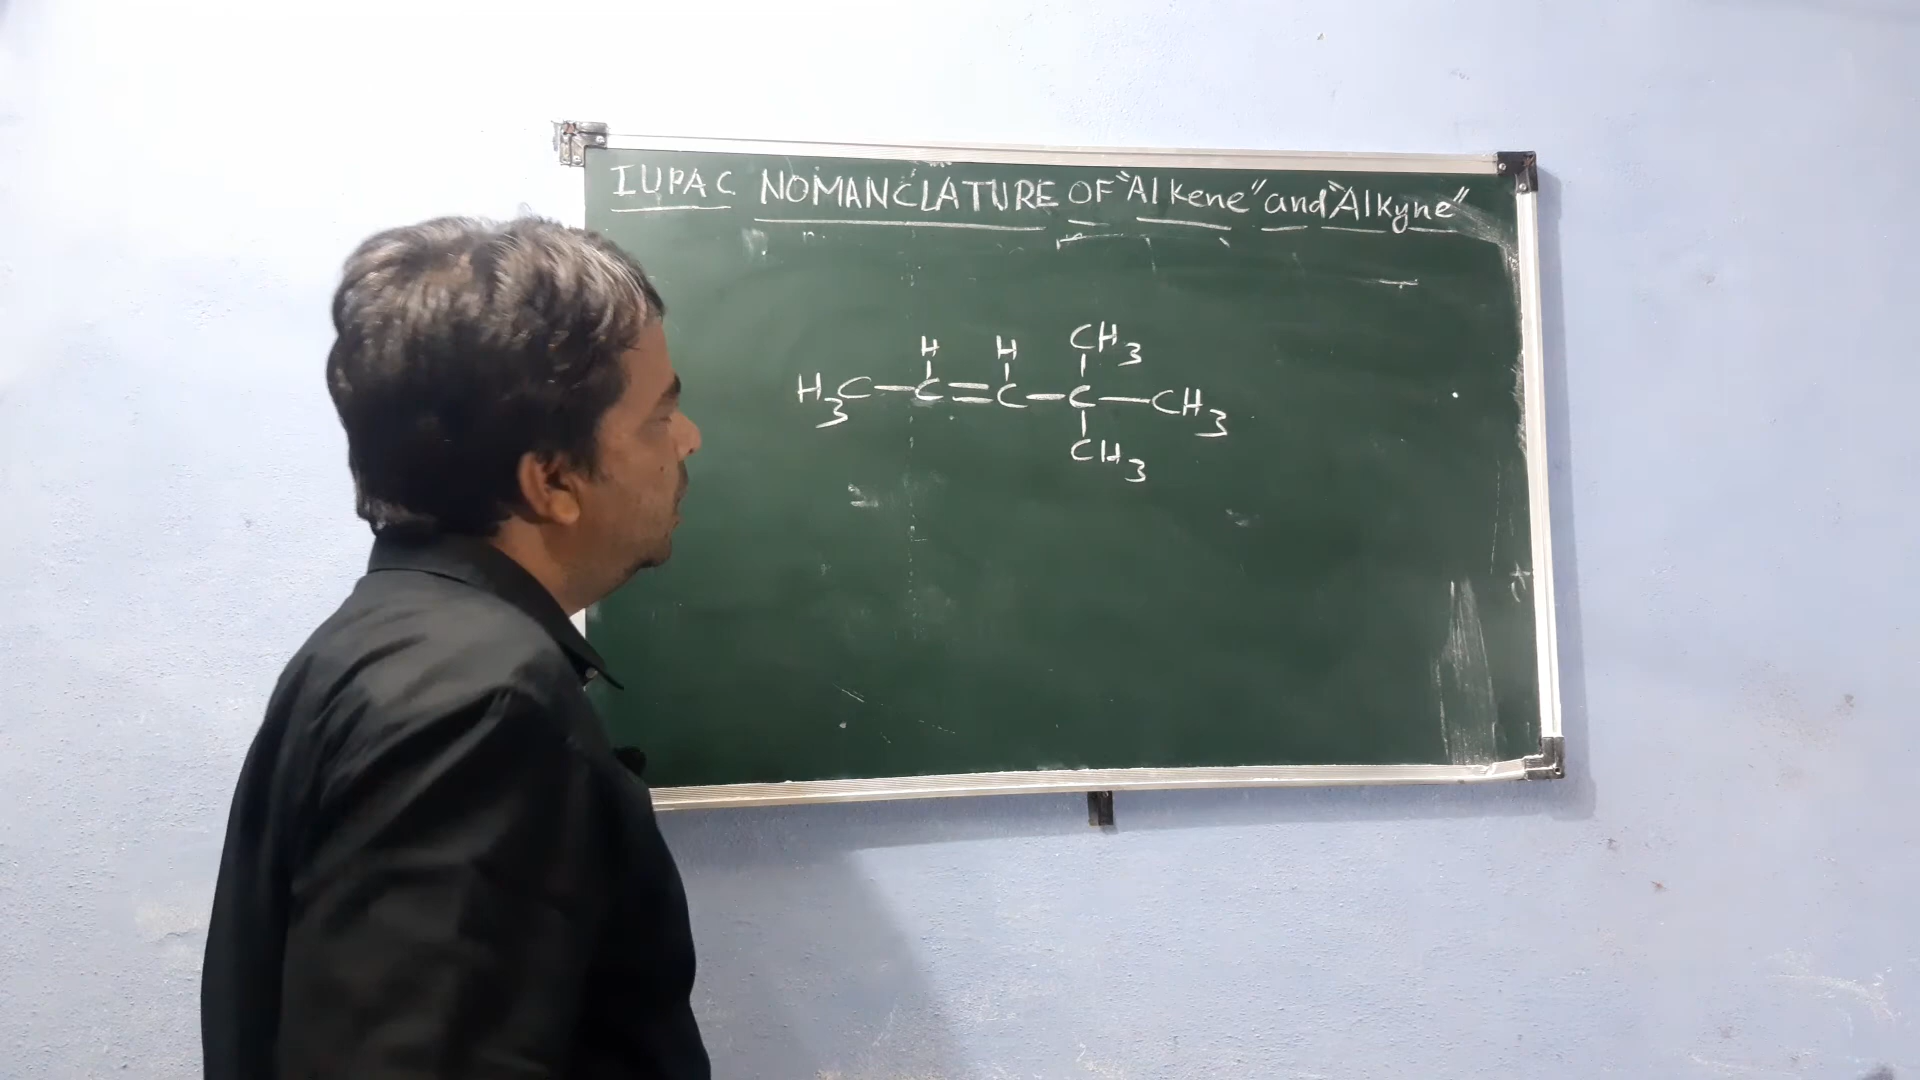 IUPAC NOMANCLATURE OF "Alkene" and "Alkyne"
H H CH3
H3C-C=C-C-CH3
CH3